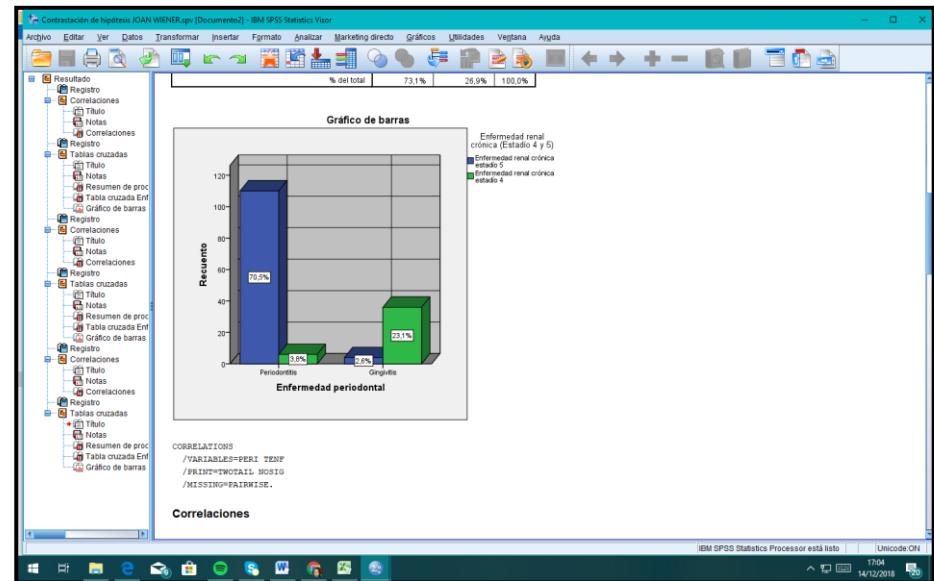 Contrastación de hipótesis JOAN WIENER.spv [Documento2] - IBM SPSS Statistics Visor
Archivo Editar Ver Datos Transformar Insertar Formato Analizar Marketing directo Gráficos Utilidades Ventana Ayuda
Resultado
Registro
Correlaciones
Título
Notas
Correlaciones
Registro
Tablas cruzadas
Título
Notas
Resumen de proc
Tabla cruzada Enf
Gráfico de barras
Registro
Correlaciones
Título
Notas
Correlaciones
Registro
Tablas cruzadas
Título
Notas
Resumen de proc
Tabla cruzada Enf
Gráfico de barras
Registro
Correlaciones
Título
Notas
Correlaciones
Registro
Tablas cruzadas
Título
Notas
Resumen de proc
Tabla cruzada Enf
Gráfico de barras
% del total 73,1% 26,9% 100,0%
Gráfico de barras
Enfermedad renal
crónica (Estadío 4 y 5)
Enfermedad renal crónica
estadío 5
Enfermedad renal crónica
estadío 4
Recuento
120
100
80
60
40
20
0
70,5%
3,8%
2,6%
23,1%
Periodontitis Gingivitis
Enfermedad periodontal
CORRELATIONS
/VARIABLES=PERI TENF
/PRINT=TWOTAIL NOSIG
/MISSING=PAIRWISE.
Correlaciones
IBM SPSS Statistics Processor está listo Unicode:ON
17:04
14/12/2018
20